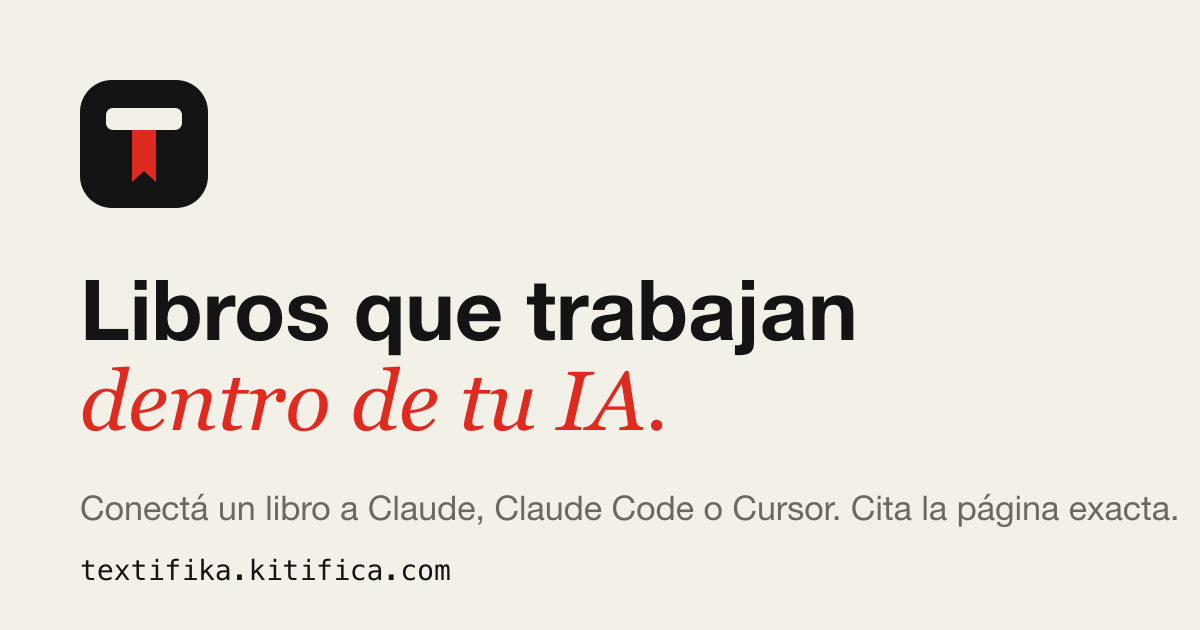 Libros que trabajan
dentro de tu IA.
Conectá un libro a Claude, Claude Code o Cursor. Cita la página exacta.
textifika.kitifica.com